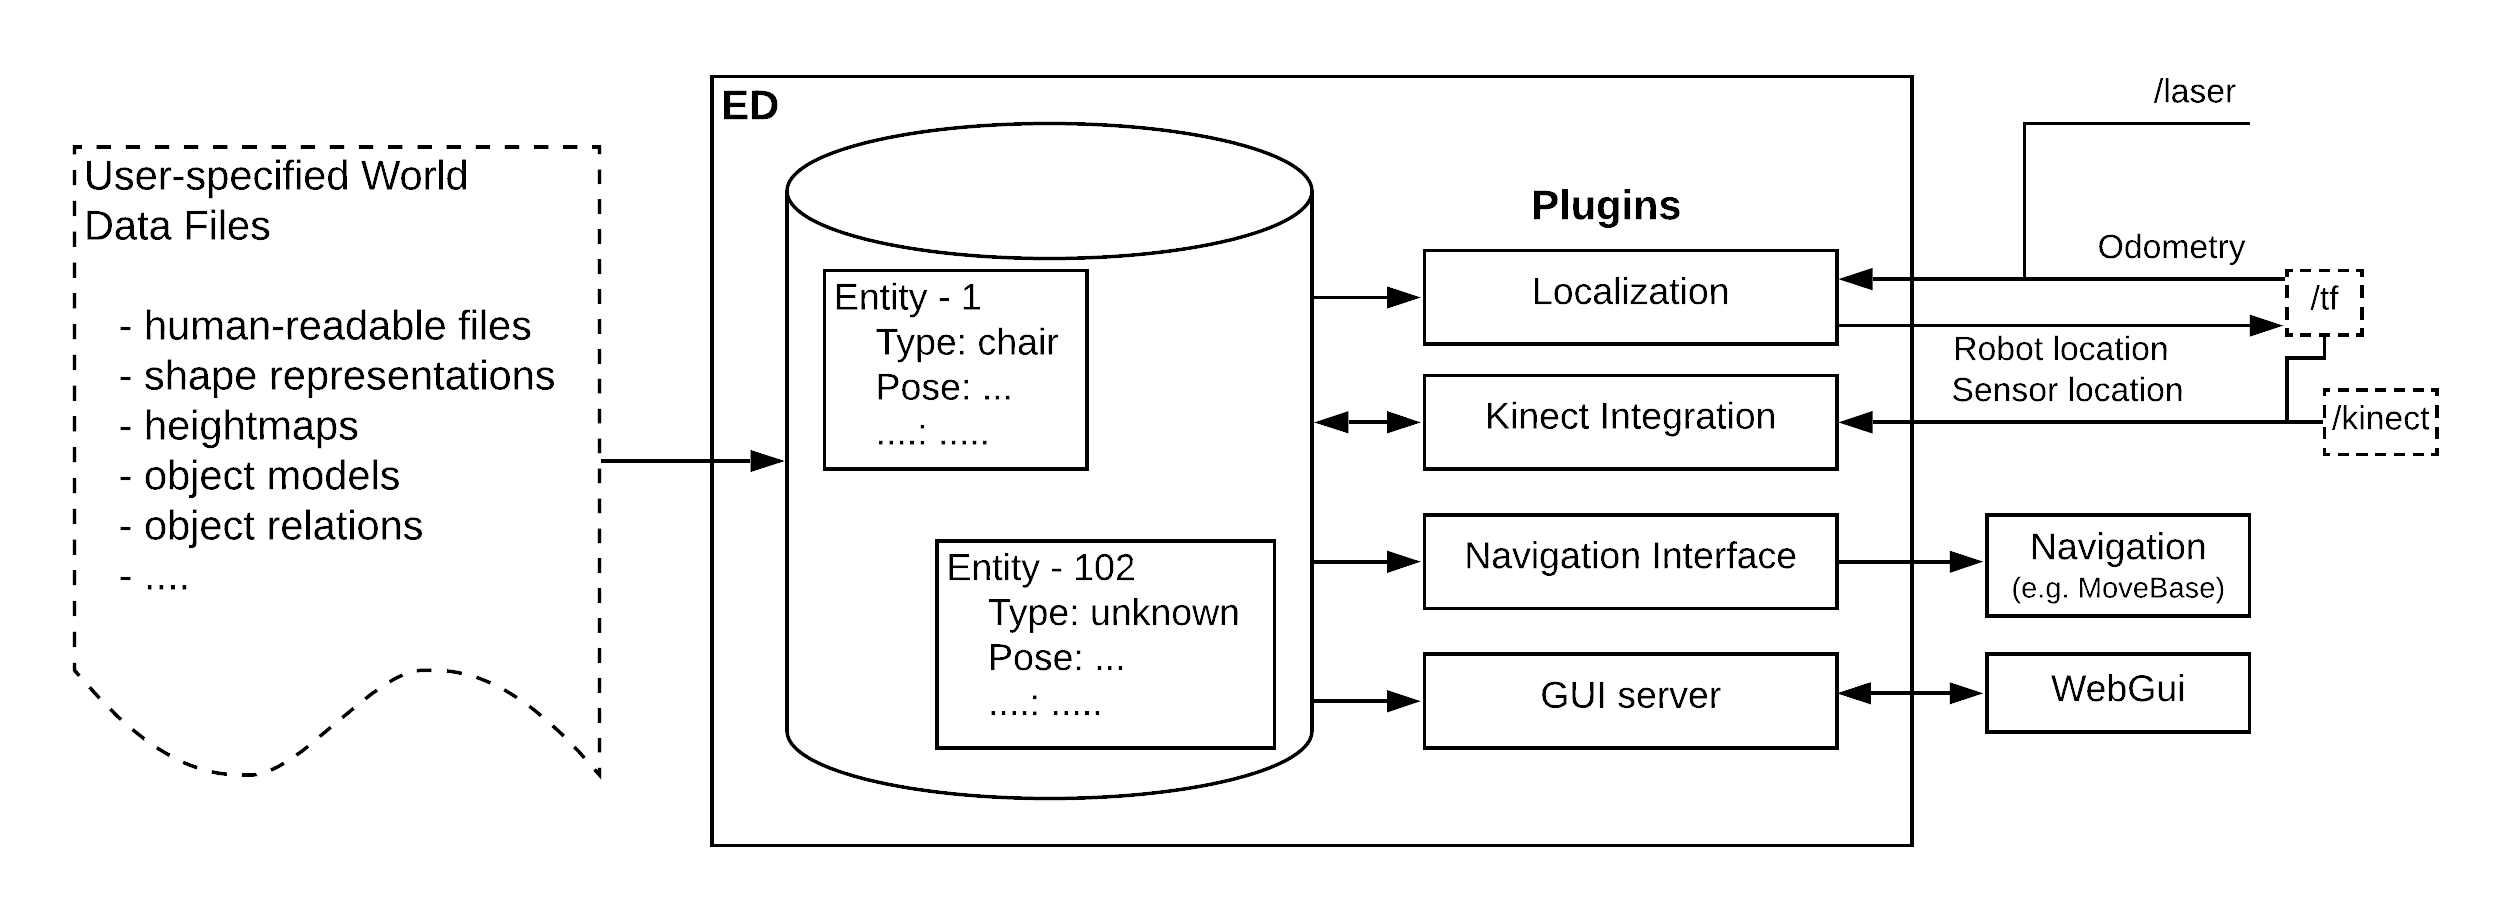 User-specified World
Data Files
- human-readable files
- shape representations
- heightmaps
- object models
- object relations
- ....
ED
Entity - 1
Type: chair
Pose: ...
.....: .....
Entity - 102
Type: unknown
Pose: ...
.....: .....
Plugins
Localization
Kinect Integration
Navigation Interface
GUI server
/laser
Odometry
/tf
Robot location
Sensor location
/kinect
Navigation
(e.g. MoveBase)
WebGui